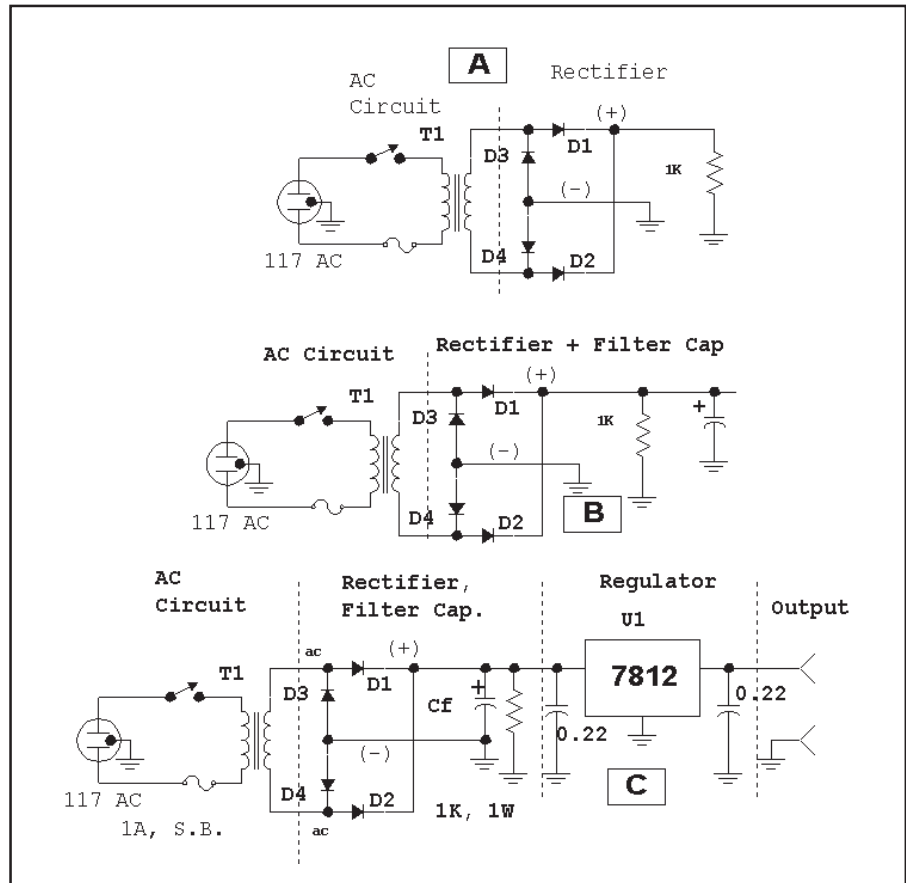 A
Rectifier
AC
Circuit
T1
(+)
D3
D1
1K
(-)
D4
D2
117 AC
Rectifier + Filter Cap
AC Circuit
(+)
T1
D1
+
D3
1K
(-)
D4
D2
B
117 AC
AC
Circuit
Rectifier,
Filter Cap.
Regulator
U1
Output
ac
(+)
T1
D3
D1
+
Cf
7812
0.22
0.22
(-)
D4
D2
C
117 AC
1A, S.B.
ac
1K, 1W